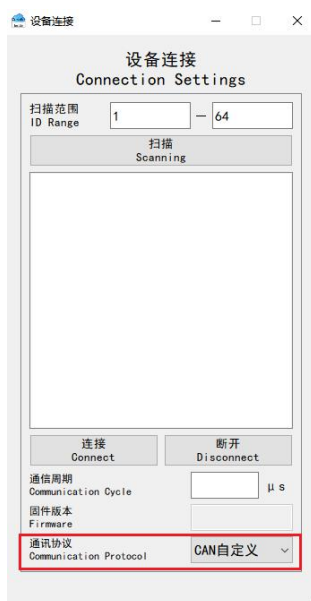 设备连接
设备连接
Connection Settings
扫描范围
ID Range
1 — 64
扫描
Scanning
连接
Connect
断开
Disconnect
通信周期
Communication Cycle
μs
固件版本
Firmware
通讯协议
Communication Protocol
CAN自定义